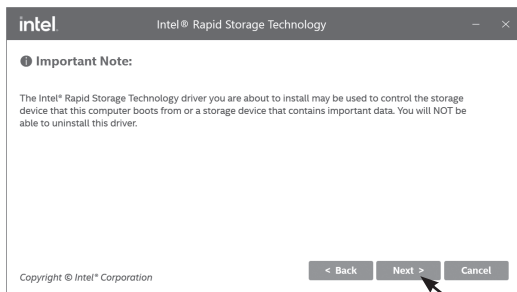 intel.
Intel® Rapid Storage Technology
Important Note:
The Intel® Rapid Storage Technology driver you are about to install may be used to control the storage
device that this computer boots from or a storage device that contains important data. You will NOT be
able to uninstall this driver.
< Back
Next >
Cancel
Copyright © Intel® Corporation